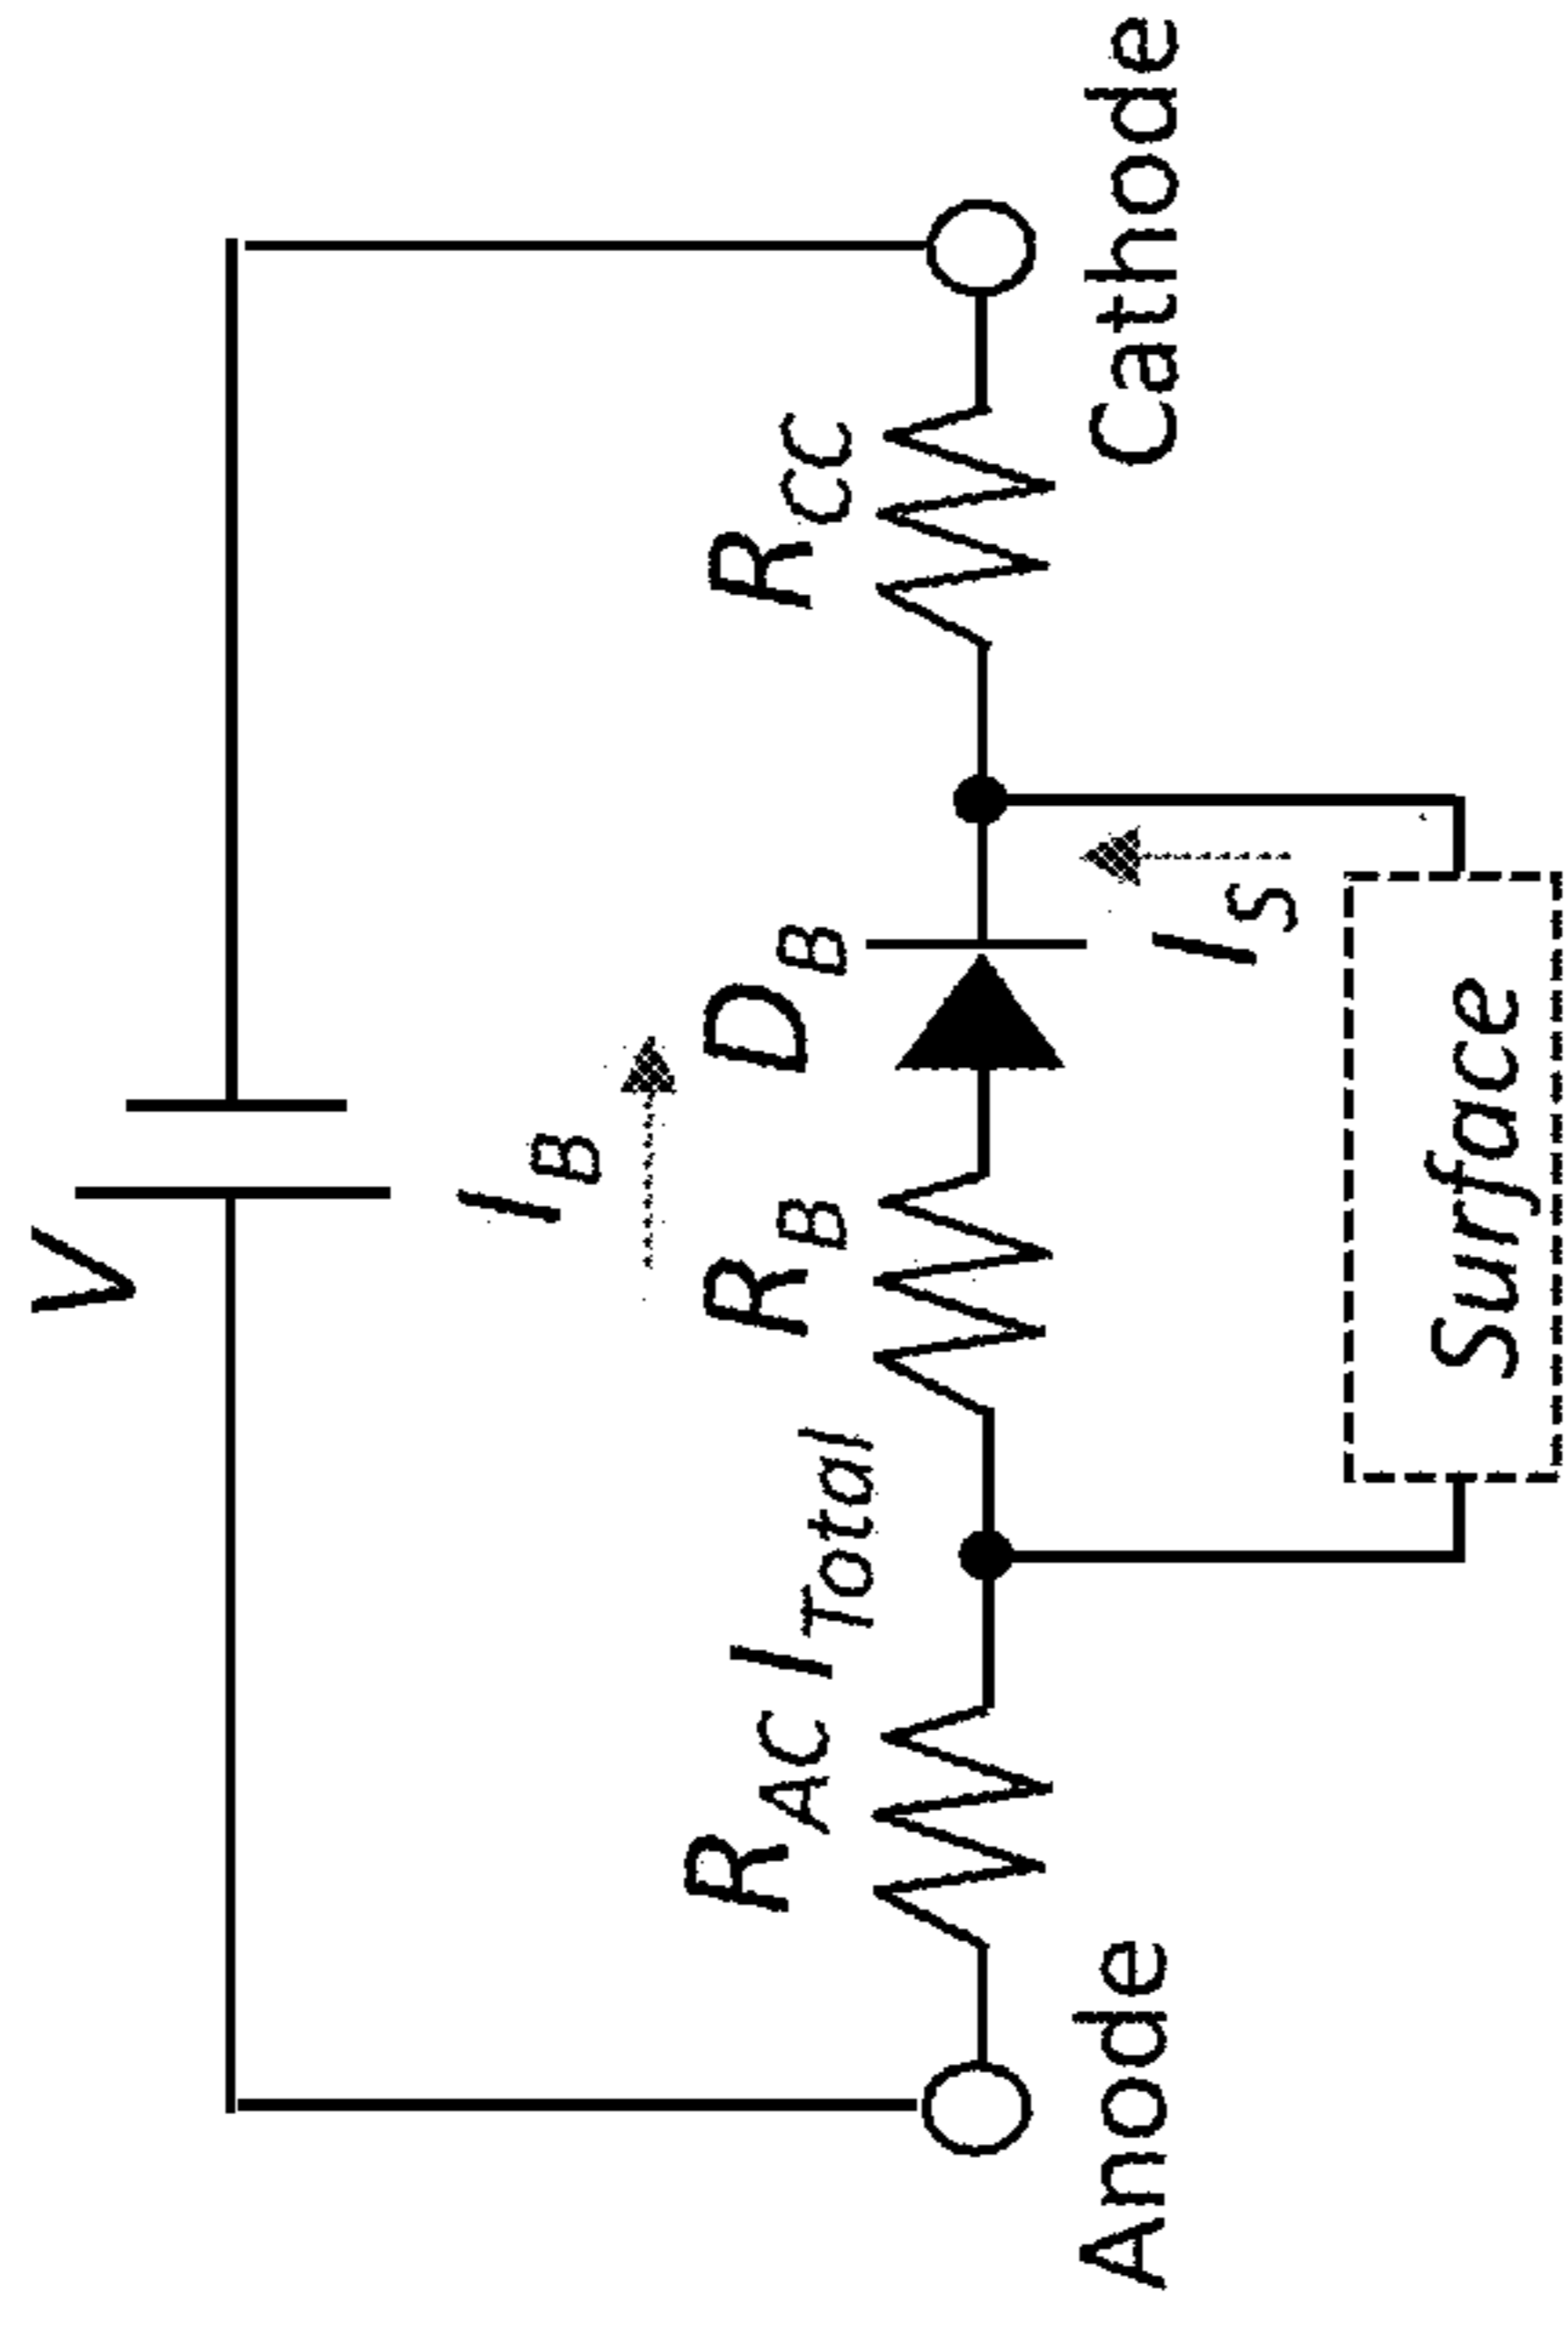 V
I_B
R_AC I_Total R_B D_B R_CC
I_S
Anode Cathode
Surface